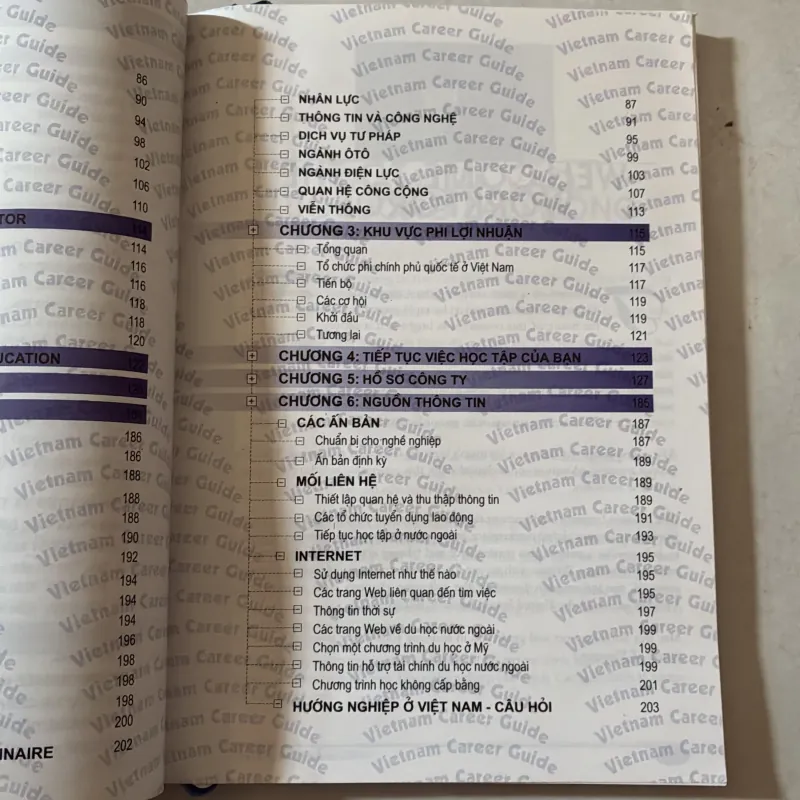 86
90
94
98
102
106
110
TOR 114
114
116
116
118
118
120
UCATION 122
186
186
188
188
188
190
192
194
194
194
196
198
198
198
200
INAIRE 202
NHÂN LỰC 87
THÔNG TIN VÀ CÔNG NGHỆ 91
DỊCH VỤ TƯ PHÁP 95
NGÀNH ÔTÔ 99
NGÀNH ĐIỆN LỰC 103
QUAN HỆ CÔNG CỘNG 107
VIỄN THÔNG 113
CHƯƠNG 3: KHU VỰC PHI LỢI NHUẬN 115
Tổng quan 115
Tổ chức phi chính phủ quốc tế ở Việt Nam 117
Tiến bộ 117
Các cơ hội 119
Khởi đầu 119
Tương lai 121
CHƯƠNG 4: TIẾP TỤC VIỆC HỌC TẬP CỦA BẠN 123
CHƯƠNG 5: HỒ SƠ CÔNG TY 127
CHƯƠNG 6: NGUỒN THÔNG TIN 185
CÁC ẤN BẢN 187
Chuẩn bị cho nghề nghiệp 187
Ấn bản định kỳ 189
MỐI LIÊN HỆ 189
Thiết lập quan hệ và thu thập thông tin 189
Các tổ chức tuyển dụng lao động 191
Tiếp tục học tập ở nước ngoài 193
INTERNET 195
Sử dụng Internet như thế nào 195
Các trang Web liên quan đến tìm việc 195
Thông tin thời sự 197
Các trang Web về du học nước ngoài 199
Chọn một chương trình du học ở Mỹ 199
Thông tin hỗ trợ tài chính du học nước ngoài 199
Chương trình học không cấp bằng 201
HƯỚNG NGHIỆP Ở VIỆT NAM - CÂU HỎI 203
Vietnam Career Guide